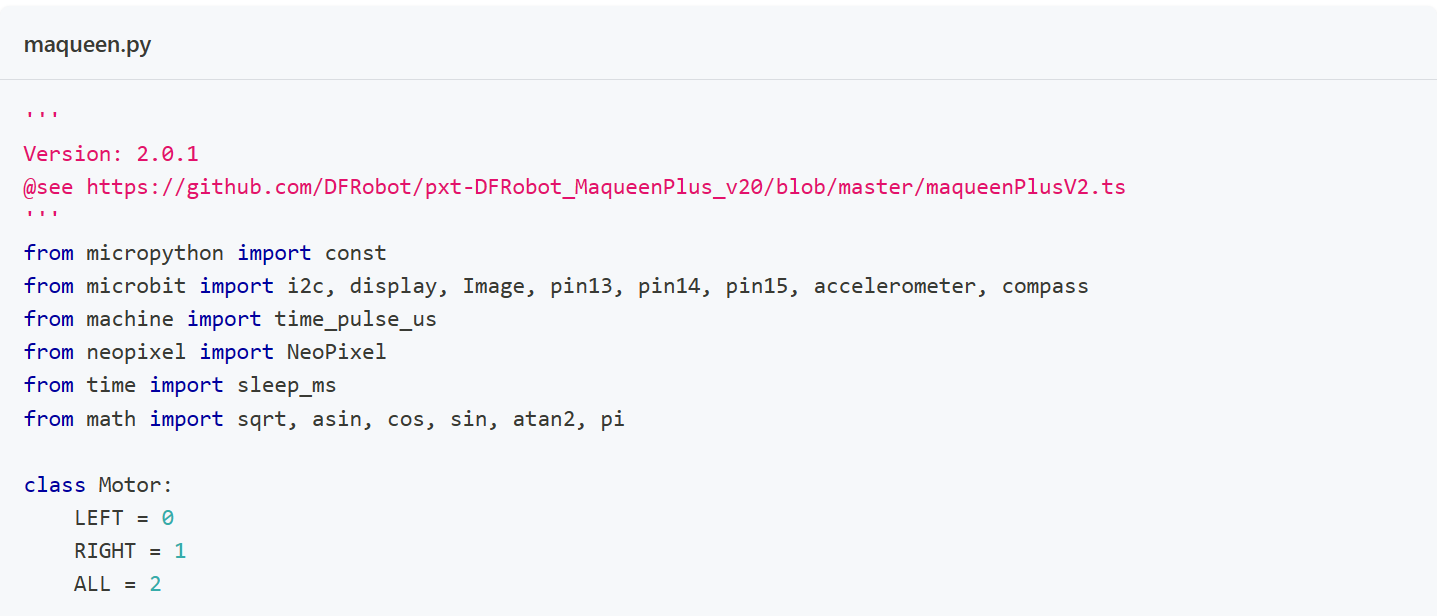 maqueen.py
'''
Version: 2.0.1
@see https://github.com/DFRobot/pxt-DFRobot_MaqueenPlus_v20/blob/master/maqueenPlusV2.ts
'''
from micropython import const
from microbit import i2c, display, Image, pin13, pin14, pin15, accelerometer, compass
from machine import time_pulse_us
from neopixel import NeoPixel
from time import sleep_ms
from math import sqrt, asin, cos, sin, atan2, pi

class Motor:
    LEFT = 0
    RIGHT = 1
    ALL = 2